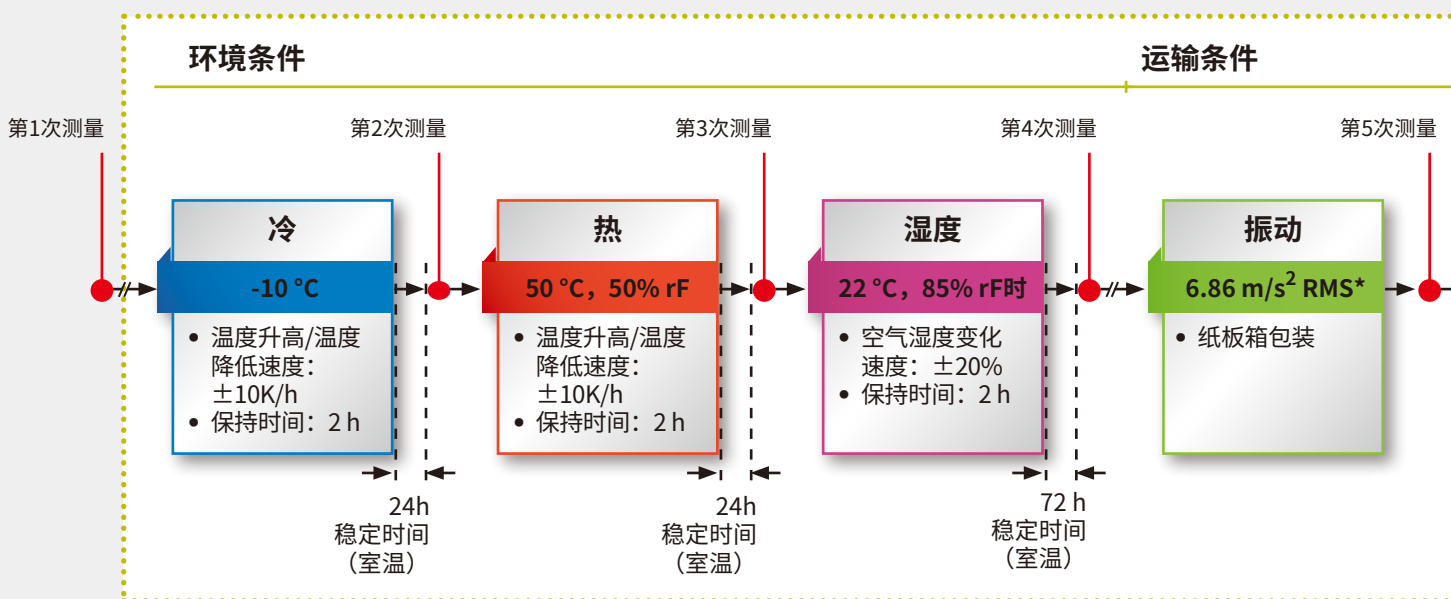 环境条件
运输条件
第1次测量
第2次测量
第3次测量
第4次测量
第5次测量
冷
-10 °C
• 温度升高/温度
降低速度：
±10K/h
• 保持时间：2 h
24h
稳定时间
（室温）
热
50 °C，50% rF
• 温度升高/温度
降低速度：
±10K/h
• 保持时间：2 h
24h
稳定时间
（室温）
湿度
22 °C，85% rF时
• 空气湿度变化
速度：±20%
• 保持时间：2 h
72 h
稳定时间
（室温）
振动
6.86 m/s² RMS*
• 纸板箱包装